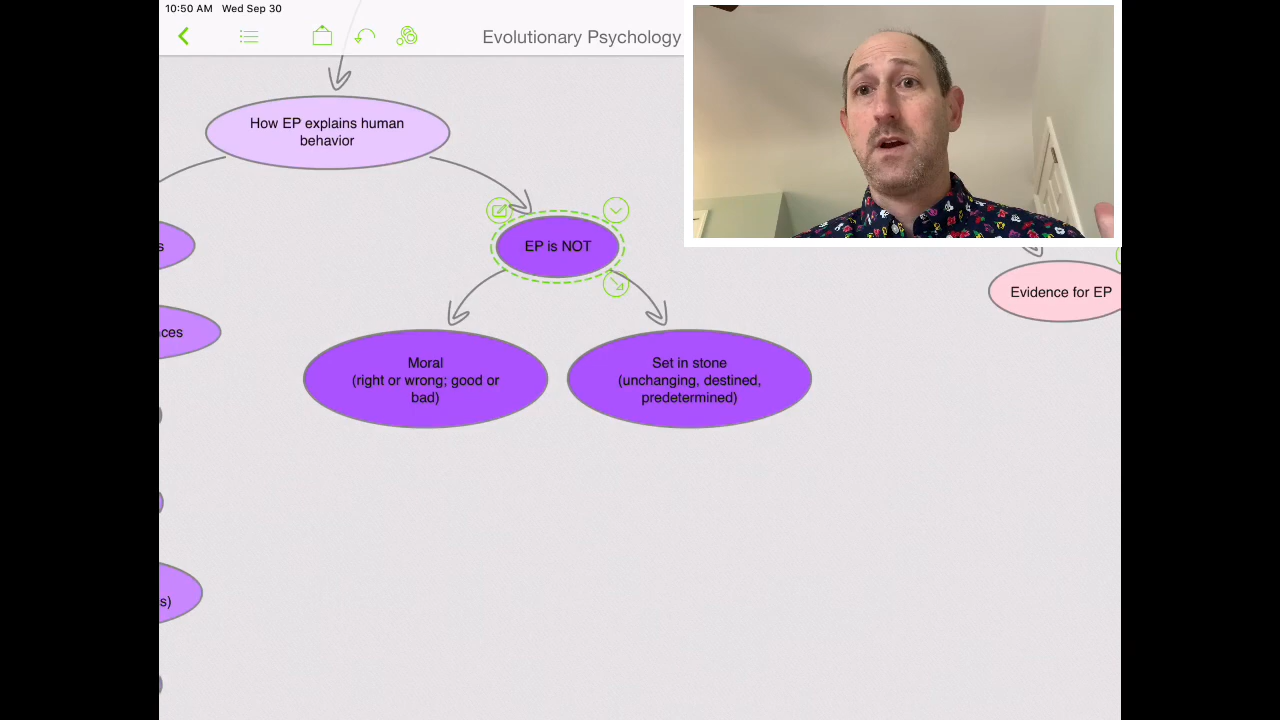 10:50 AM Wed Sep 30
Evolutionary Psychology
How EP explains human
behavior
s
EP is NOT
Evidence for EP
ces
Moral
(right or wrong; good or
bad)
Set in stone
(unchanging, destined,
predetermined)
s)